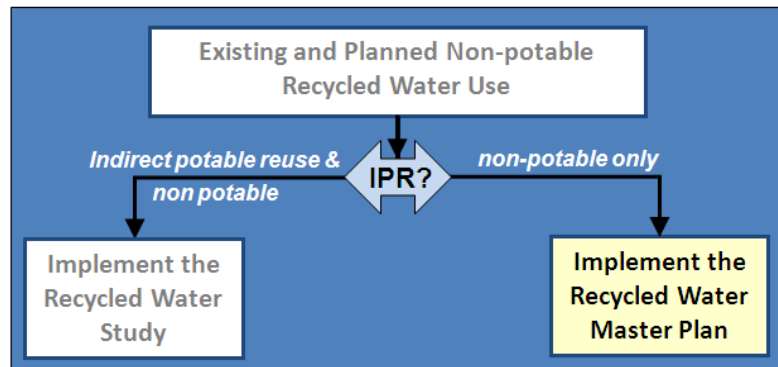 Existing and Planned Non-potable
Recycled Water Use
Indirect potable reuse &
non potable
IPR?
non-potable only
Implement the
Recycled Water
Study
Implement the
Recycled Water
Master Plan